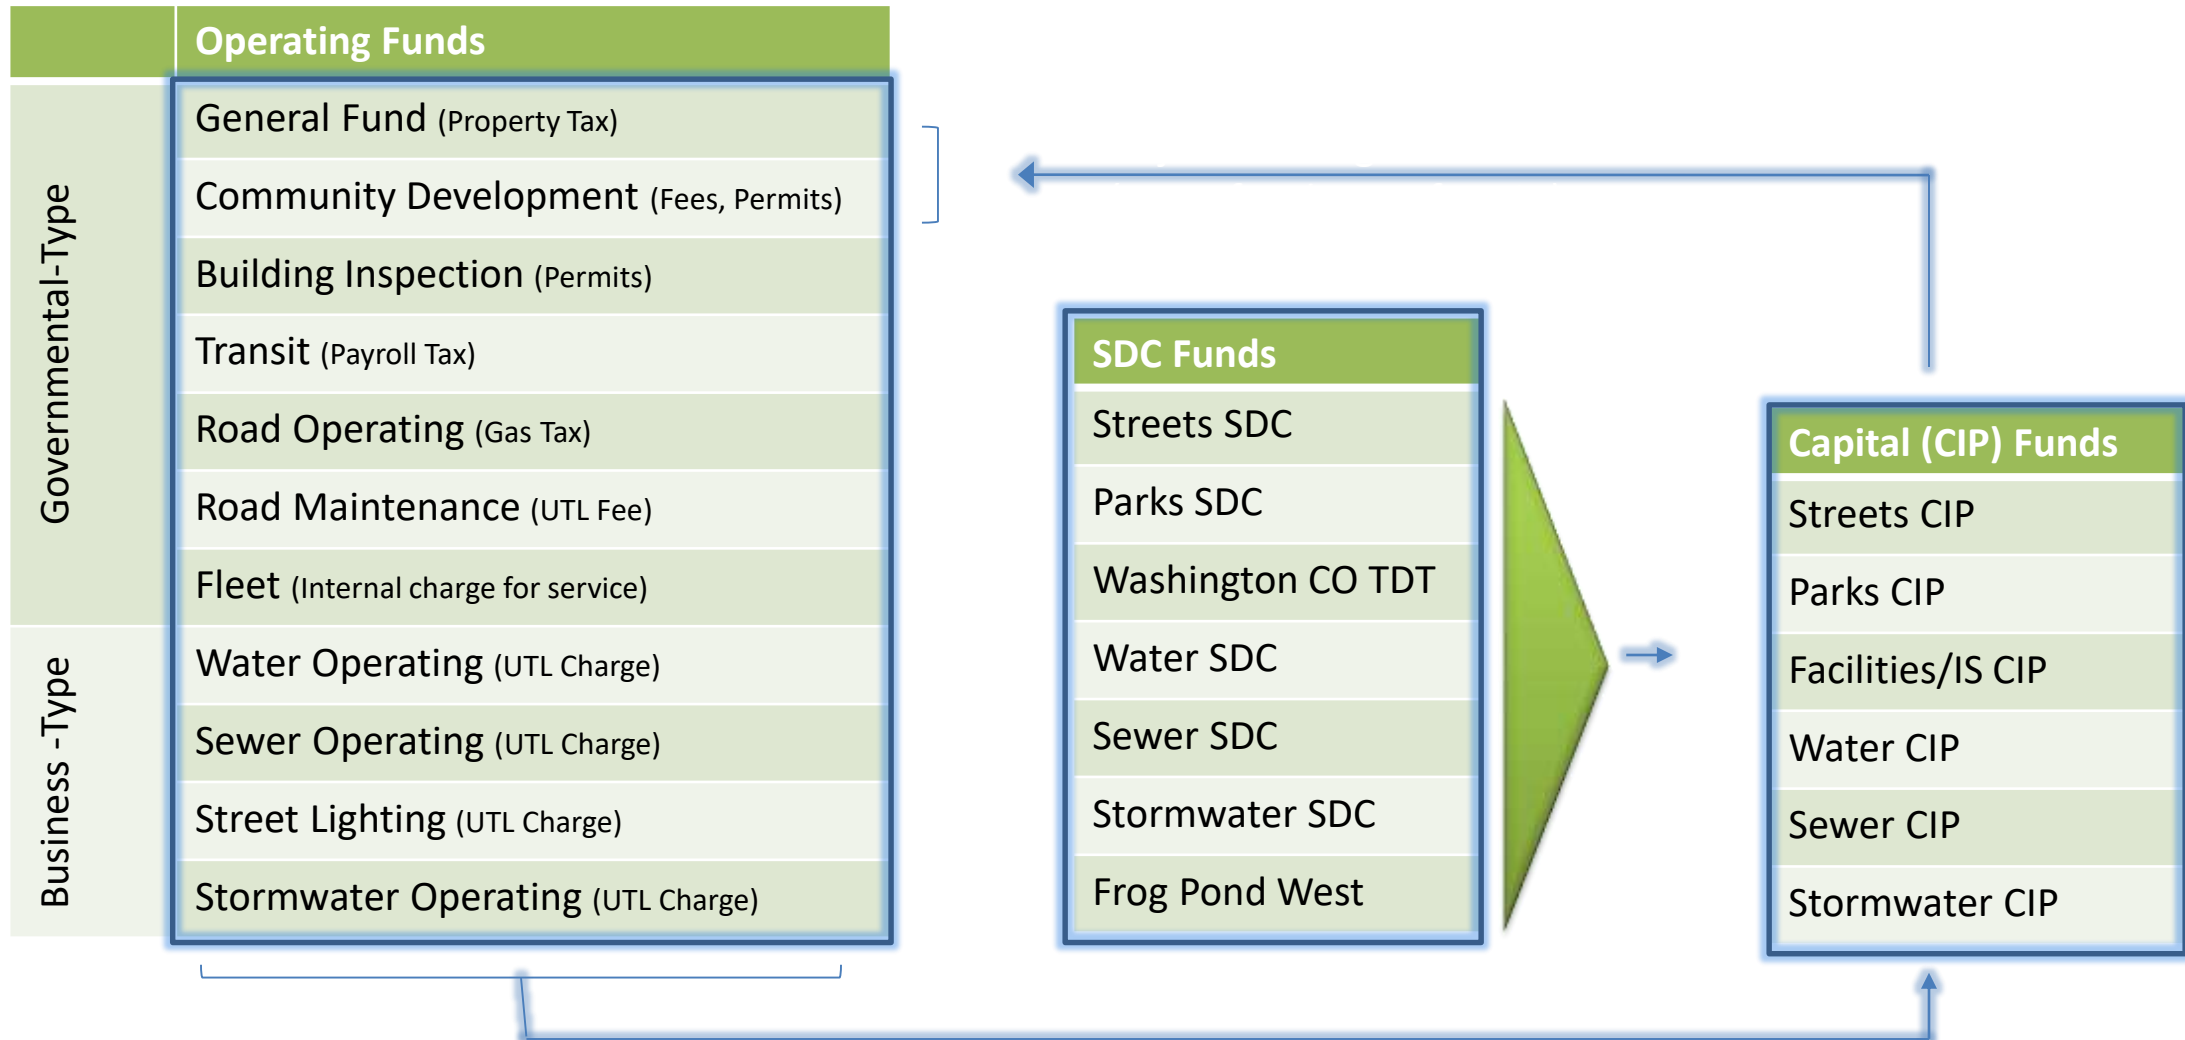 Operating Funds
Governmental-Type
General Fund (Property Tax)
Community Development (Fees, Permits)
Building Inspection (Permits)
Transit (Payroll Tax)
Road Operating (Gas Tax)
Road Maintenance (UTL Fee)
Fleet (Internal charge for service)
Business -Type
Water Operating (UTL Charge)
Sewer Operating (UTL Charge)
Street Lighting (UTL Charge)
Stormwater Operating (UTL Charge)
SDC Funds
Streets SDC
Parks SDC
Washington CO TDT
Water SDC
Sewer SDC
Stormwater SDC
Frog Pond West
Capital (CIP) Funds
Streets CIP
Parks CIP
Facilities/IS CIP
Water CIP
Sewer CIP
Stormwater CIP